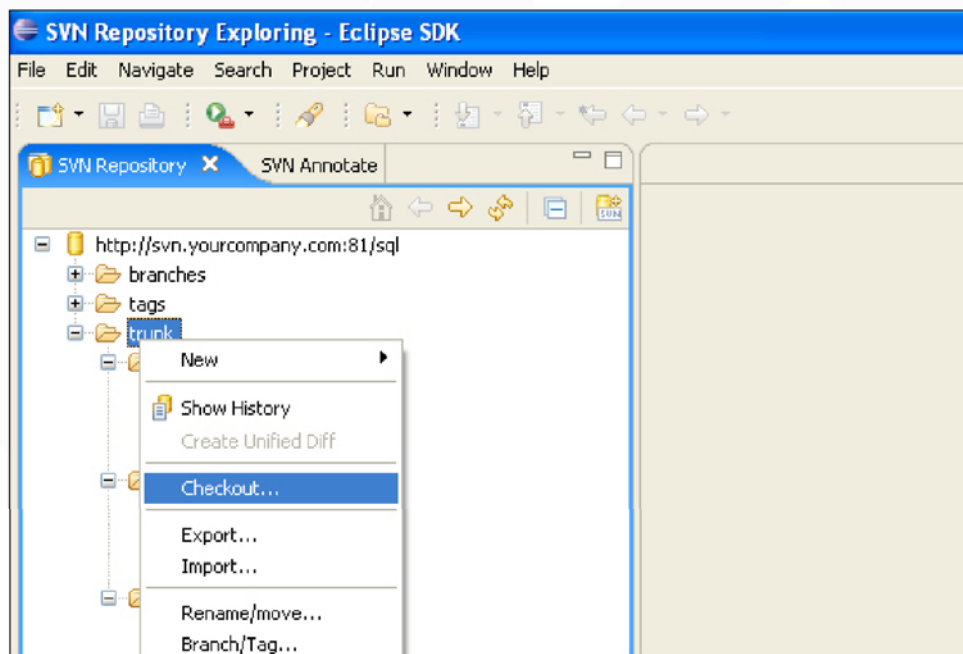 SVN Repository Exploring - Eclipse SDK
File Edit Navigate Search Project Run Window Help
SVN Repository SVN Annotate
SVN
http://svn.yourcompany.com:81/sql
branches
tags
trunk
New
Show History
Create Unified Diff
Checkout...
Export...
Import...
Rename/move...
Branch/Tag...